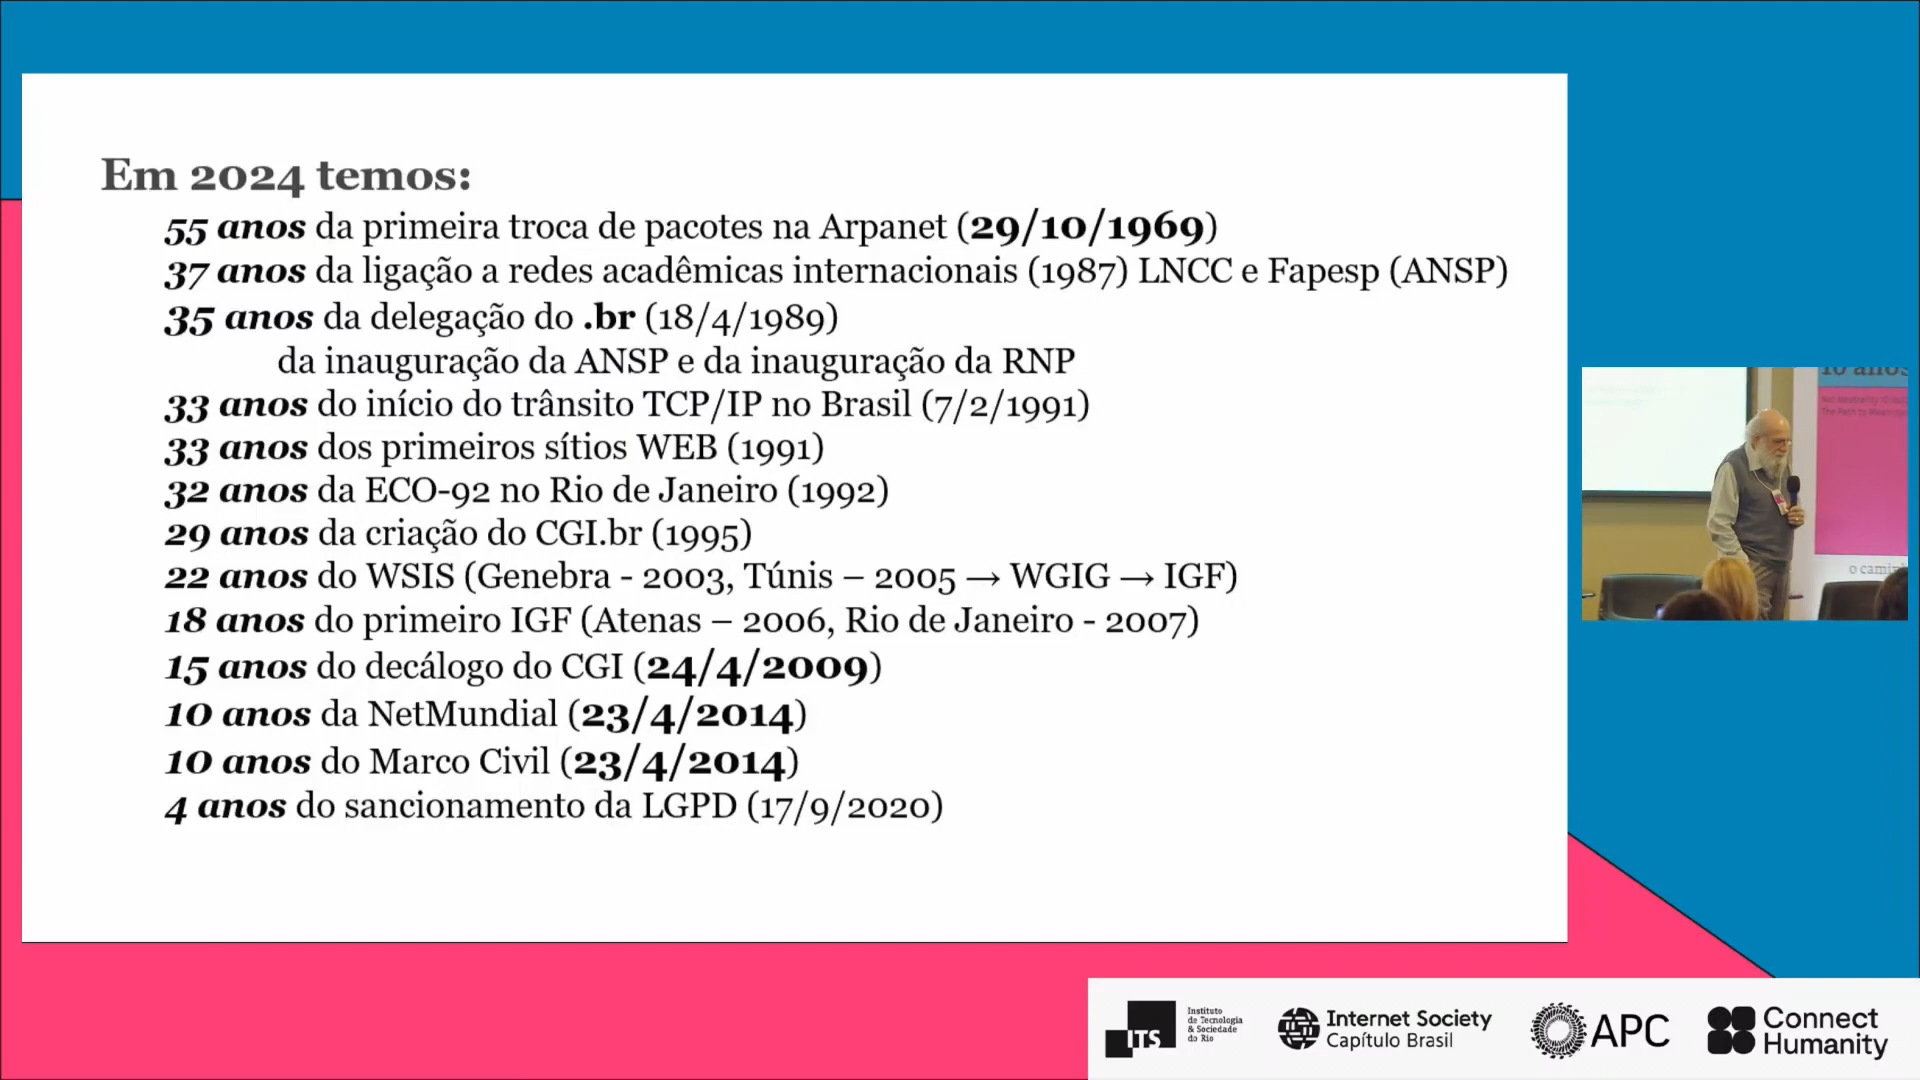 Em 2024 temos:
55 anos da primeira troca de pacotes na Arpanet (29/10/1969)
37 anos da ligação a redes acadêmicas internacionais (1987) LNCC e Fapesp (ANSP)
35 anos da delegação do .br (18/4/1989)
da inauguração da ANSP e da inauguração da RNP
33 anos do início do trânsito TCP/IP no Brasil (7/2/1991)
33 anos dos primeiros sítios WEB (1991)
32 anos da ECO-92 no Rio de Janeiro (1992)
29 anos da criação do CGI.br (1995)
22 anos do WSIS (Genebra - 2003, Túnis – 2005 → WGIG → IGF)
18 anos do primeiro IGF (Atenas – 2006, Rio de Janeiro - 2007)
15 anos do decálogo do CGI (24/4/2009)
10 anos da NetMundial (23/4/2014)
10 anos do Marco Civil (23/4/2014)
4 anos do sancionamento da LGPD (17/9/2020)
10 anos
o cami
ITS
Instituto
de Tecnologia
& Sociedade
do Rio
Internet Society
Capítulo Brasil
APC
Connect
Humanity